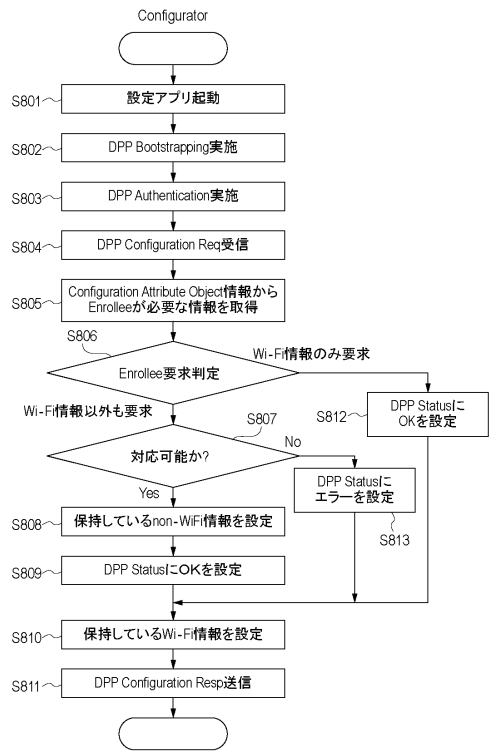 Configurator
S801
設定アプリ起動
S802
DPP Bootstrapping実施
S803
DPP Authentication実施
S804
DPP Configuration Req受信
S805
Configuration Attribute Object情報から
Enrolleeが必要な情報を取得
S806
Enrollee要求判定
Wi-Fi情報のみ要求
Wi-Fi情報以外も要求
S812
DPP Statusに
OKを設定
S807
対応可能か?
No
Yes
DPP Statusに
エラーを設定
S813
S808
保持しているnon-WiFi情報を設定
S809
DPP StatusにOKを設定
S810
保持しているWi-Fi情報を設定
S811
DPP Configuration Resp送信